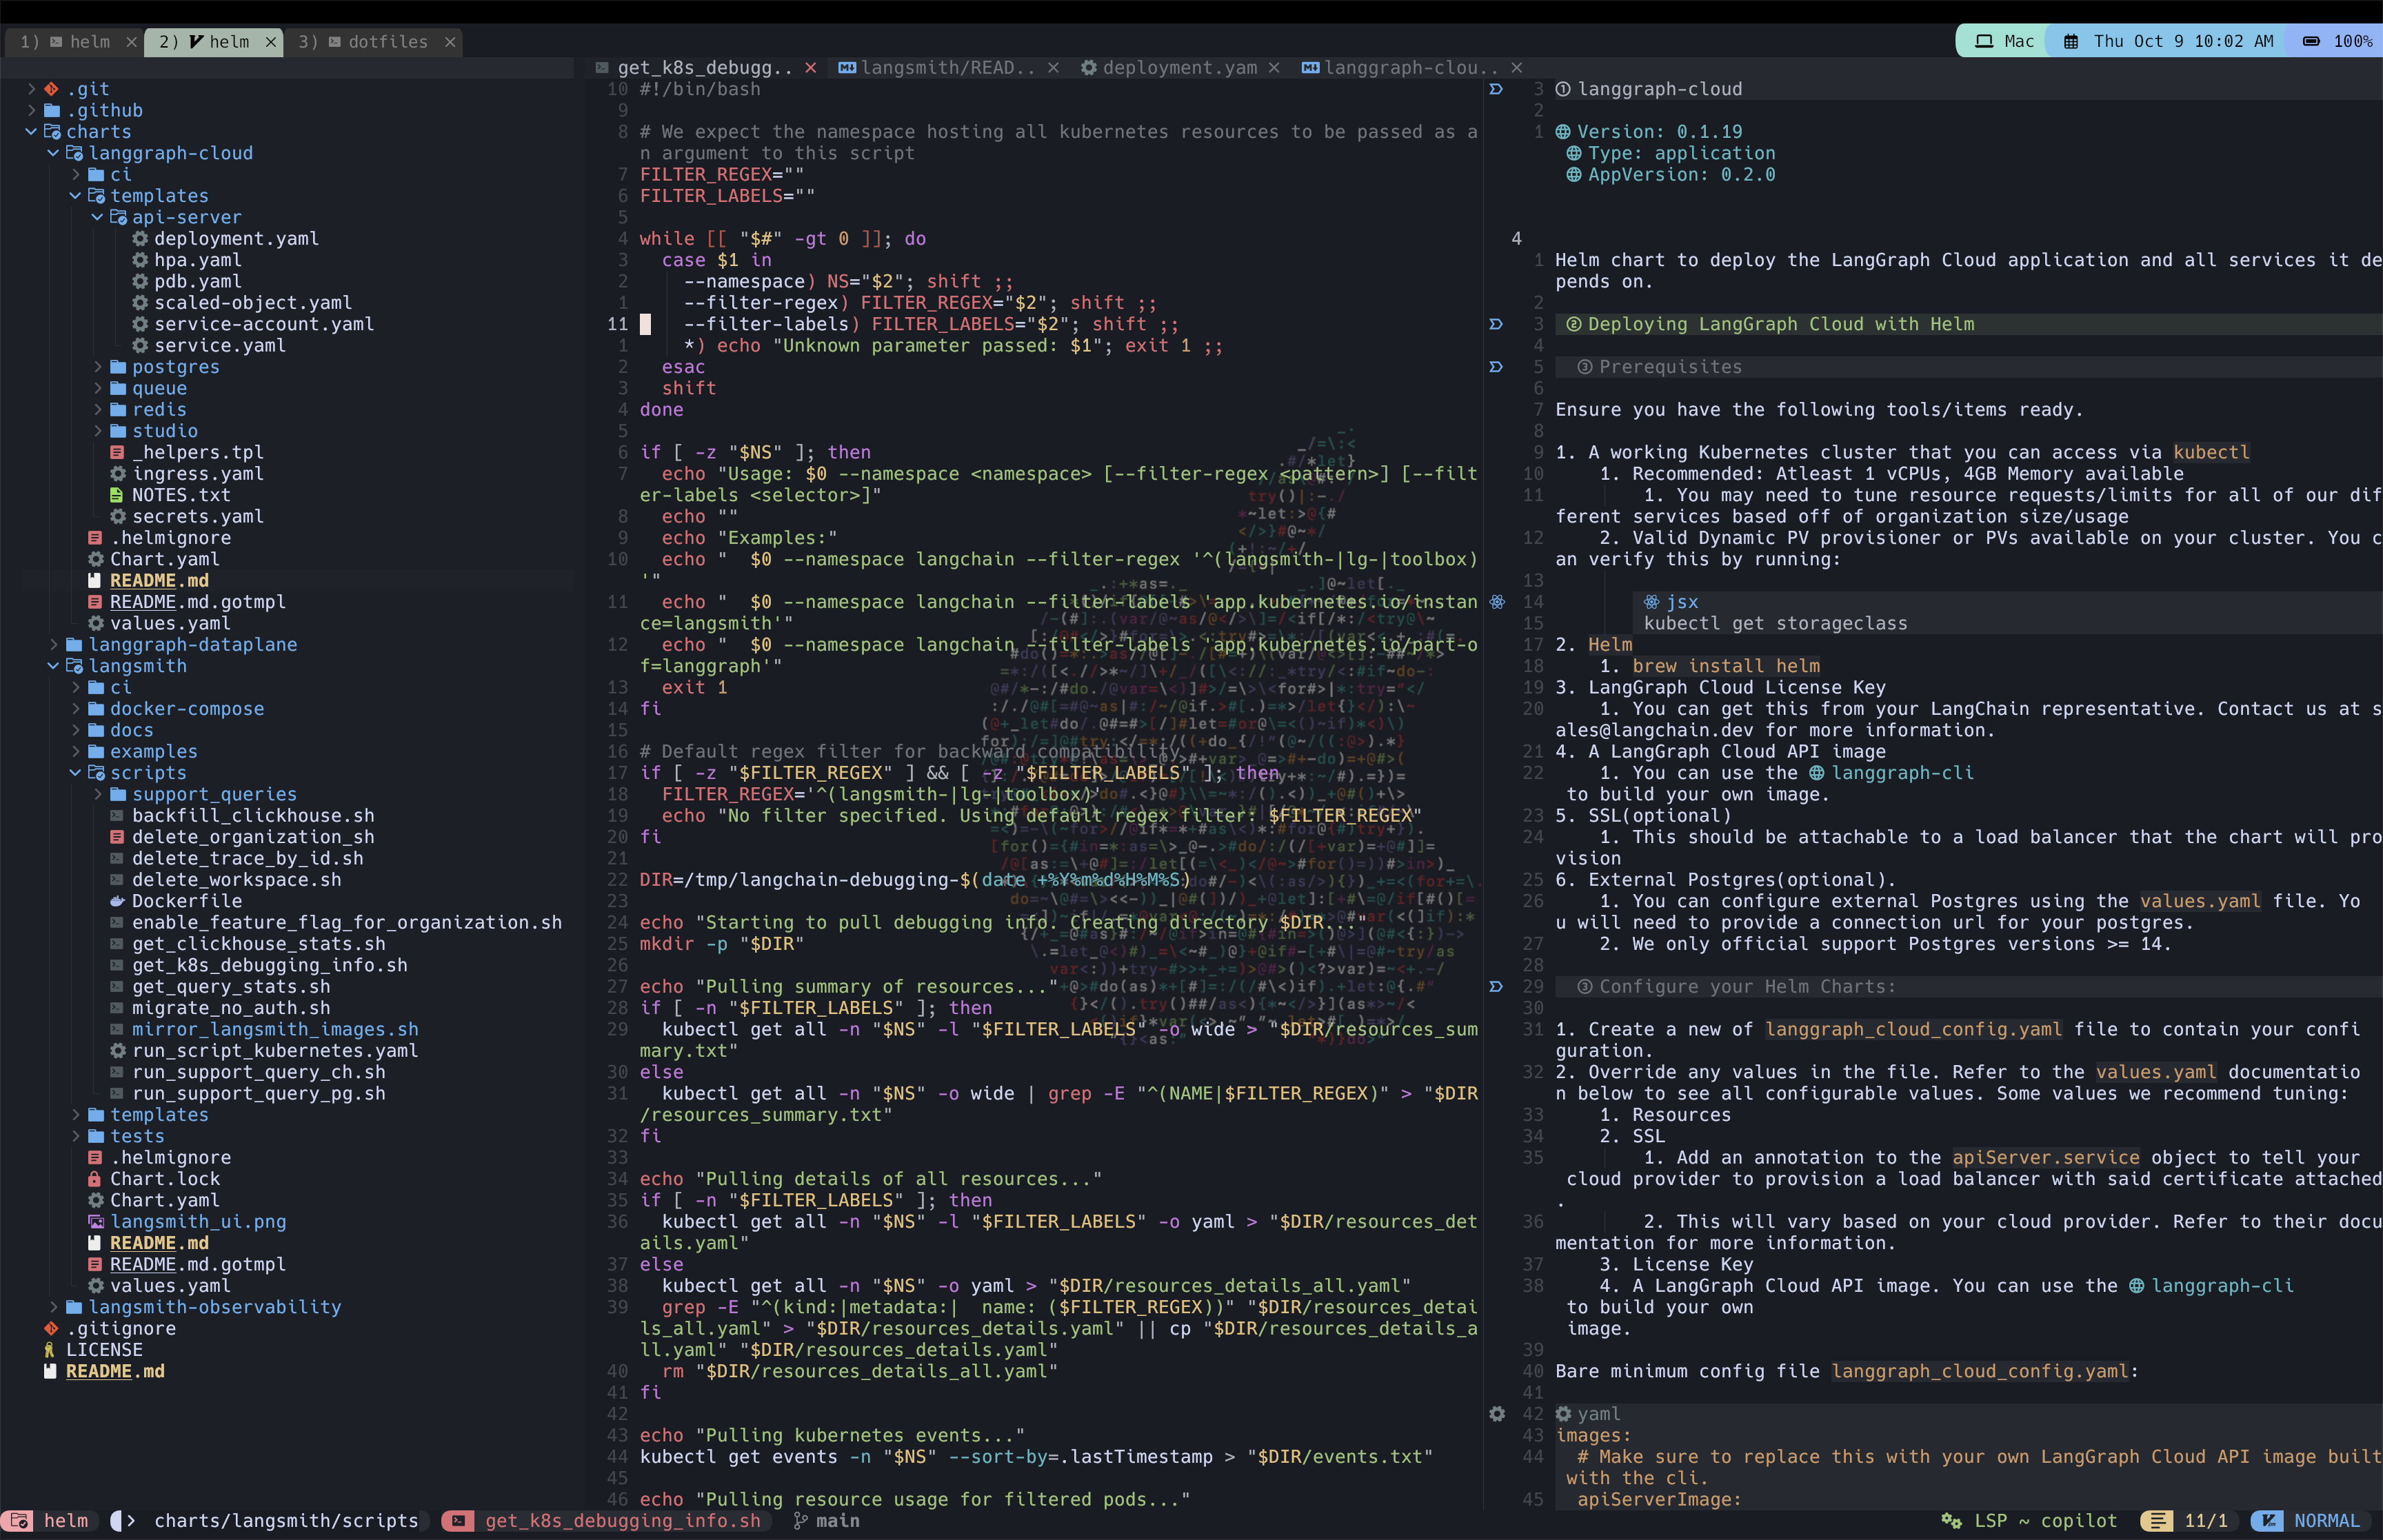 1) helm × 2) helm × 3) dotfiles ×
Mac Thu Oct 9 10:02 AM 100%
.git
.github
charts
langgraph-cloud
ci
templates
api-server
deployment.yaml
hpa.yaml
pdb.yaml
scaled-object.yaml
service-account.yaml
service.yaml
postgres
queue
redis
studio
_helpers.tpl
ingress.yaml
NOTES.txt
secrets.yaml
.helmignore
Chart.yaml
README.md
README.md.gotmpl
values.yaml
langgraph-dataplane
langsmith
ci
docker-compose
docs
examples
scripts
support_queries
backfill_clickhouse.sh
delete_organization_sh
delete_trace_by_id.sh
delete_workspace.sh
Dockerfile
enable_feature_flag_for_organization.sh
get_clickhouse_stats.sh
get_k8s_debugging_info.sh
get_query_stats.sh
migrate_no_auth.sh
mirror_langsmith_images.sh
run_script_kubernetes.yaml
run_support_query_ch.sh
run_support_query_pg.sh
templates
tests
.helmignore
Chart.lock
Chart.yaml
langsmith_ui.png
README.md
README.md.gotmpl
values.yaml
langsmith-observability
.gitignore
LICENSE
README.md
get_k8s_debugg.. × langsmith/READ.. × deployment.yam × langgraph-clou.. ×
10 #!/bin/bash
9
8 # We expect the namespace hosting all kubernetes resources to be passed as a
n argument to this script
7 FILTER_REGEX=""
6 FILTER_LABELS=""
5
4 while [[ "$#" -gt 0 ]]; do
3 case $1 in
2 --namespace) NS="$2"; shift ;;
1 --filter-regex) FILTER_REGEX="$2"; shift ;;
11 --filter-labels) FILTER_LABELS="$2"; shift ;;
1 *) echo "Unknown parameter passed: $1"; exit 1 ;;
2 esac
3 shift
4 done
5
6 if [ -z "$NS" ]; then
7 echo "Usage: $0 --namespace <namespace> [--filter-regex <pattern>] [--filt
er-labels <selector>]"
8 echo ""
9 echo "Examples:"
10 echo "  $0 --namespace langchain --filter-regex '^(langsmith-|lg-|toolbox)
'"
11 echo "  $0 --namespace langchain --filter-labels 'app.kubernetes.io/instan
ce=langsmith'"
12 echo "  $0 --namespace langchain --filter-labels 'app.kubernetes.io/part-o
f=langgraph'"
13 exit 1
14 fi
15
16 # Default regex filter for backward compatibility
17 if [ -z "$FILTER_REGEX" ] && [ -z "$FILTER_LABELS" ]; then
18 FILTER_REGEX='^(langsmith-|lg-|toolbox)'
19 echo "No filter specified. Using default regex filter: $FILTER_REGEX"
20 fi
21
22 DIR=/tmp/langchain-debugging-$(date +%Y%m%d%H%M%S)
23
24 echo "Starting to pull debugging info. Creating directory $DIR..."
25 mkdir -p "$DIR"
26
27 echo "Pulling summary of resources..."
28 if [ -n "$FILTER_LABELS" ]; then
29 kubectl get all -n "$NS" -l "$FILTER_LABELS" -o wide > "$DIR/resources_sum
mary.txt"
30 else
31 kubectl get all -n "$NS" -o wide | grep -E "^(NAME|$FILTER_REGEX)" > "$DIR
/resources_summary.txt"
32 fi
33
34 echo "Pulling details of all resources..."
35 if [ -n "$FILTER_LABELS" ]; then
36 kubectl get all -n "$NS" -l "$FILTER_LABELS" -o yaml > "$DIR/resources_det
ails.yaml"
37 else
38 kubectl get all -n "$NS" -o yaml > "$DIR/resources_details_all.yaml"
39 grep -E "^(kind:|metadata:|  name: ($FILTER_REGEX))" "$DIR/resources_detai
ls_all.yaml" > "$DIR/resources_details.yaml" || cp "$DIR/resources_details_a
ll.yaml" "$DIR/resources_details.yaml"
40 rm "$DIR/resources_details_all.yaml"
41 fi
42
43 echo "Pulling kubernetes events..."
44 kubectl get events -n "$NS" --sort-by=.lastTimestamp > "$DIR/events.txt"
45
46 echo "Pulling resource usage for filtered pods..."
3 ① langgraph-cloud
2
1 Version: 0.1.19
Type: application
AppVersion: 0.2.0
4
1 Helm chart to deploy the LangGraph Cloud application and all services it de
pends on.
2
3 ② Deploying LangGraph Cloud with Helm
4
5 ③ Prerequisites
6
7 Ensure you have the following tools/items ready.
8
9 1. A working Kubernetes cluster that you can access via kubectl
10 1. Recommended: Atleast 1 vCPUs, 4GB Memory available
11 1. You may need to tune resource requests/limits for all of our dif
ferent services based off of organization size/usage
12 2. Valid Dynamic PV provisioner or PVs available on your cluster. You c
an verify this by running:
13
14 jsx
15 kubectl get storageclass
17 2. Helm
18 1. brew install helm
19 3. LangGraph Cloud License Key
20 1. You can get this from your LangChain representative. Contact us at s
ales@langchain.dev for more information.
21 4. A LangGraph Cloud API image
22 1. You can use the langgraph-cli
to build your own image.
23 5. SSL(optional)
24 1. This should be attachable to a load balancer that the chart will pro
vision
25 6. External Postgres(optional).
26 1. You can configure external Postgres using the values.yaml file. Yo
u will need to provide a connection url for your postgres.
27 2. We only official support Postgres versions >= 14.
28
29 ③ Configure your Helm Charts:
30
31 1. Create a new of langgraph_cloud_config.yaml file to contain your confi
guration.
32 2. Override any values in the file. Refer to the values.yaml documentatio
n below to see all configurable values. Some values we recommend tuning:
33 1. Resources
34 2. SSL
35 1. Add an annotation to the apiServer.service object to tell your
cloud provider to provision a load balancer with said certificate attached
.
36 2. This will vary based on your cloud provider. Refer to their docu
mentation for more information.
37 3. License Key
38 4. A LangGraph Cloud API image. You can use the langgraph-cli
to build your own
image.
39
40 Bare minimum config file langgraph_cloud_config.yaml:
41
42 yaml
43 images:
44 # Make sure to replace this with your own LangGraph Cloud API image built
with the cli.
45 apiServerImage:
helm charts/langsmith/scripts get_k8s_debugging_info.sh main
LSP ~ copilot 11/1 NORMAL